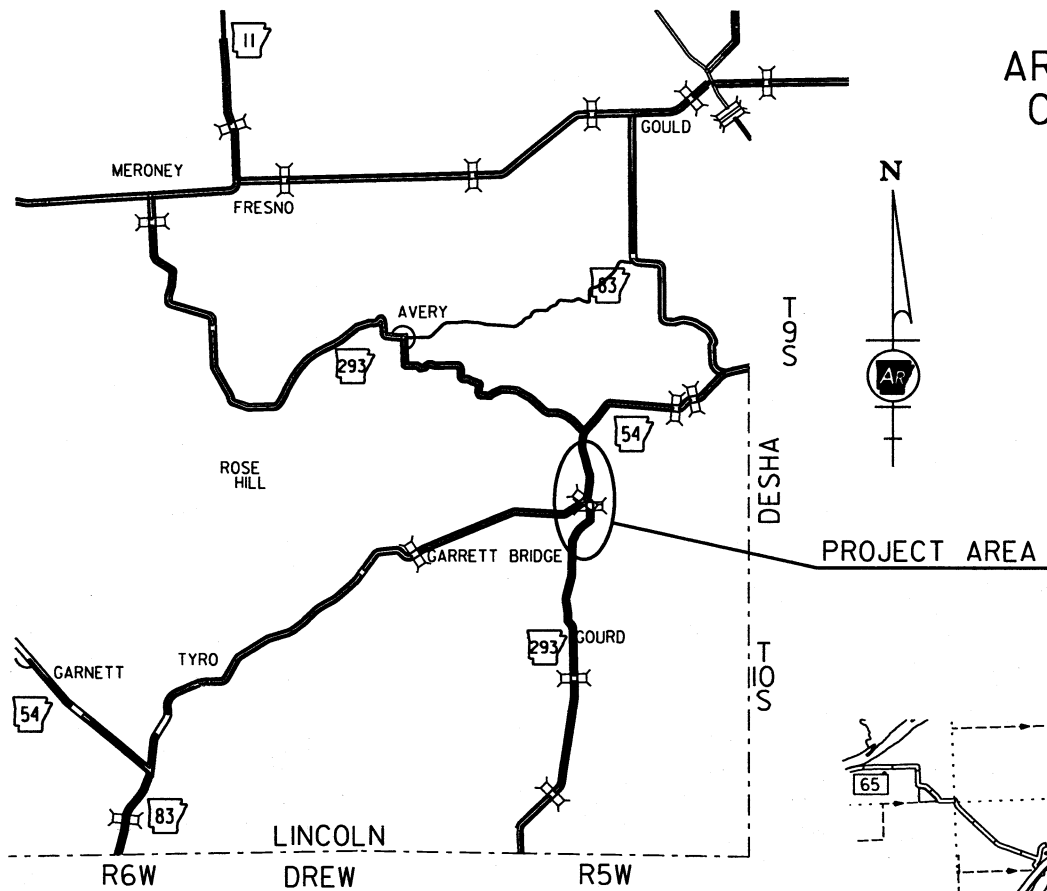 11
AR
C
GOULD
MERONEY
FRESNO
N
83
AVERY
T
9
S
293
AR
54
ROSE
HILL
DESHA
GARRETT BRIDGE
PROJECT AREA
293
GOURD
TYRO
GARNETT
T
10
S
54
65
83
LINCOLN
R6W
DREW
R5W